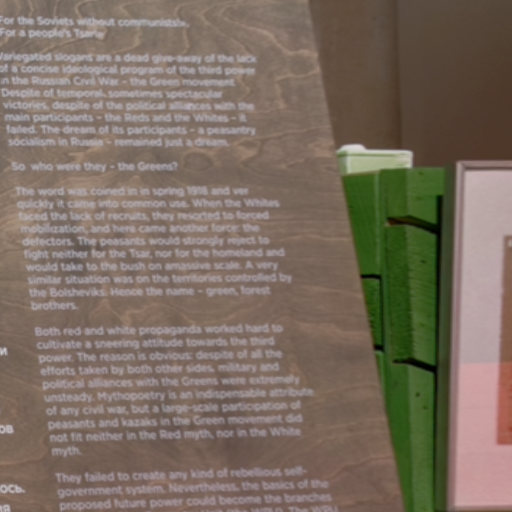 For the Soviets without communists!».
For a people's Tsar!»
Variegated slogans are a dead give-away of the lack
of a concise ideological program of the third power
in the Russian Civil War – the Green movement.
Despite of temporal, sometimes spectacular
victories, despite of the political alliances with the
main participants – the Reds and the Whites – it
failed. The dream of its participants – a peasantry
socialism in Russia – remained just a dream.
So who were they – the Greens?
The word was coined in in spring 1918 and ver
quickly it came into common use. When the Whites
faced the lack of recruits, they resorted to forced
mobilization, and here came another force: the
defectors. The peasants would strongly reject to
fight neither for the Tsar, nor for the homeland and
would take to the bush on amassive scale. A very
similar situation was on the territories controlled by
the Bolsheviks. Hence the name – green, forest
brothers.
Both red and white propaganda worked hard to
cultivate a sneering attitude towards the third
power. The reason is obvious: despite of all the
efforts taken by both other sides, military and
political alliances with the Greens were extremely
unsteady. Mythopoetry is an indispensable attribute
of any civil war, but a large-scale participation of
peasants and kazaks in the Green movement did
not fit neither in the Red myth, nor in the White
myth.
They failed to create any kind of rebellious self-
government system. Nevertheless, the basics of the
proposed future power could become the branches